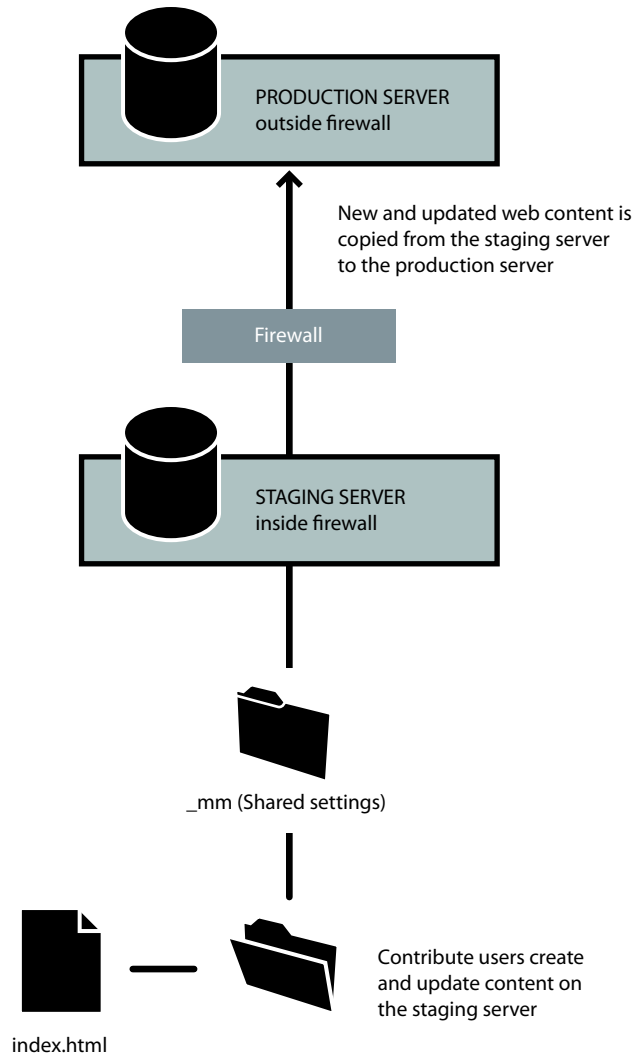 PRODUCTION SERVER
outside firewall
New and updated web content is
copied from the staging server
to the production server
Firewall
STAGING SERVER
inside firewall
_mm (Shared settings)
Contribute users create
and update content on
the staging server
index.html